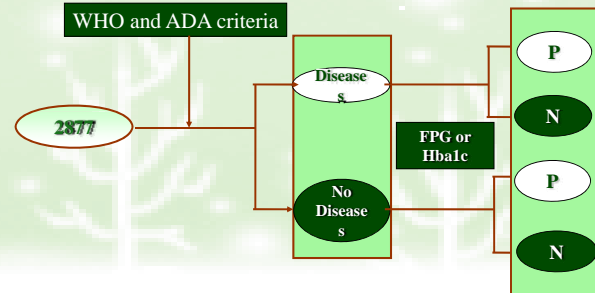 WHO and ADA criteria
2877
Disease
s
No
Disease
s
FPG or
Hba1c
P
N
P
N